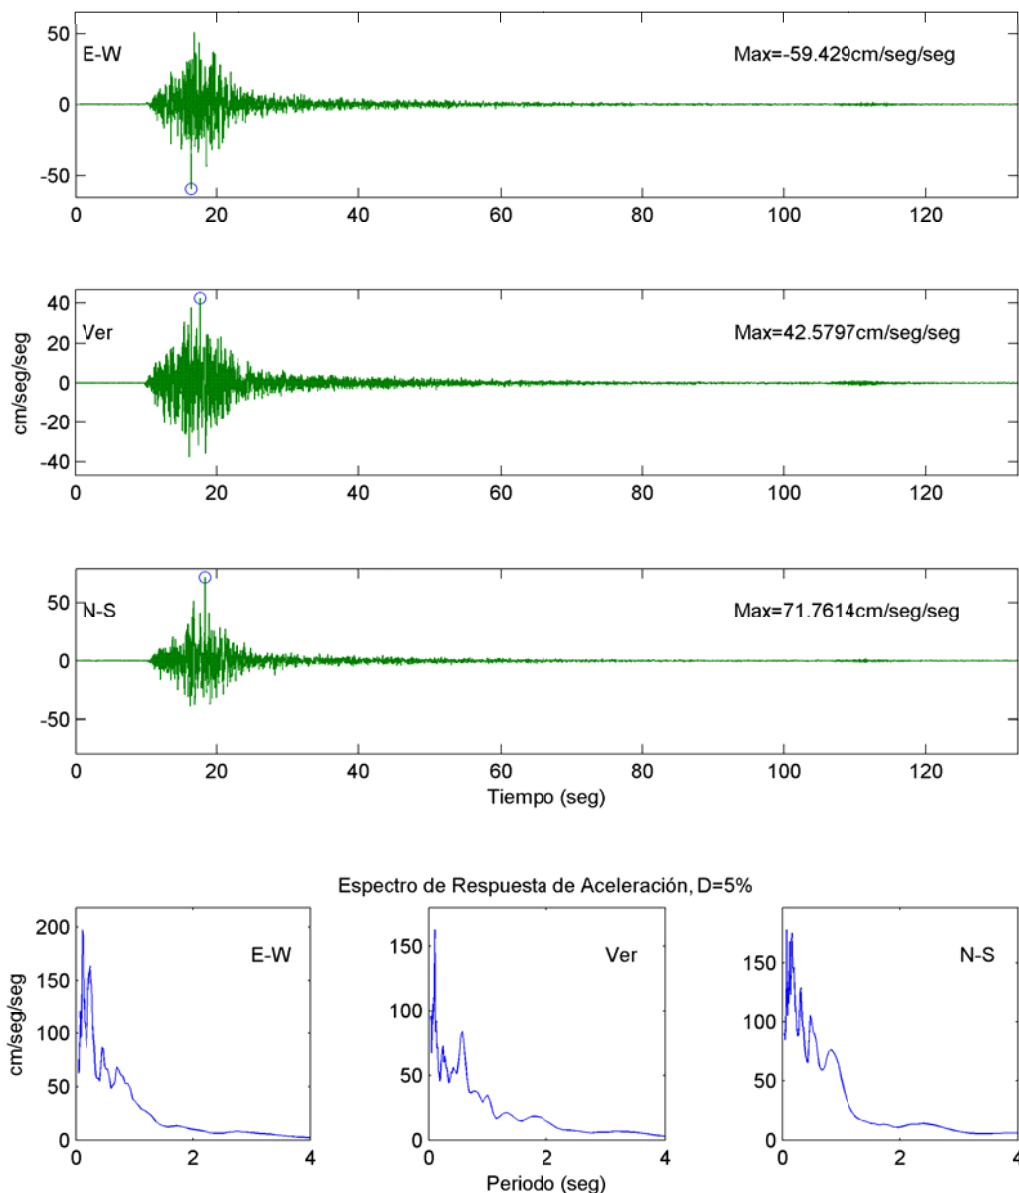 50
E-W
Max=-59.429cm/seg/seg
0
-50
0 20 40 60 80 100 120
40
Ver
Max=42.5797cm/seg/seg
20
0
cm/seg/seg
-20
-40
0 20 40 60 80 100 120
50
N-S
Max=71.7614cm/seg/seg
0
-50
0 20 40 60 80 100 120
Tiempo (seg)
Espectro de Respuesta de Aceleración, D=5%
200
E-W
150
100
50
0
cm/seg/seg
0 2 4
150
Ver
100
50
0
0 2 4
Periodo (seg)
150
N-S
100
50
0
0 2 4